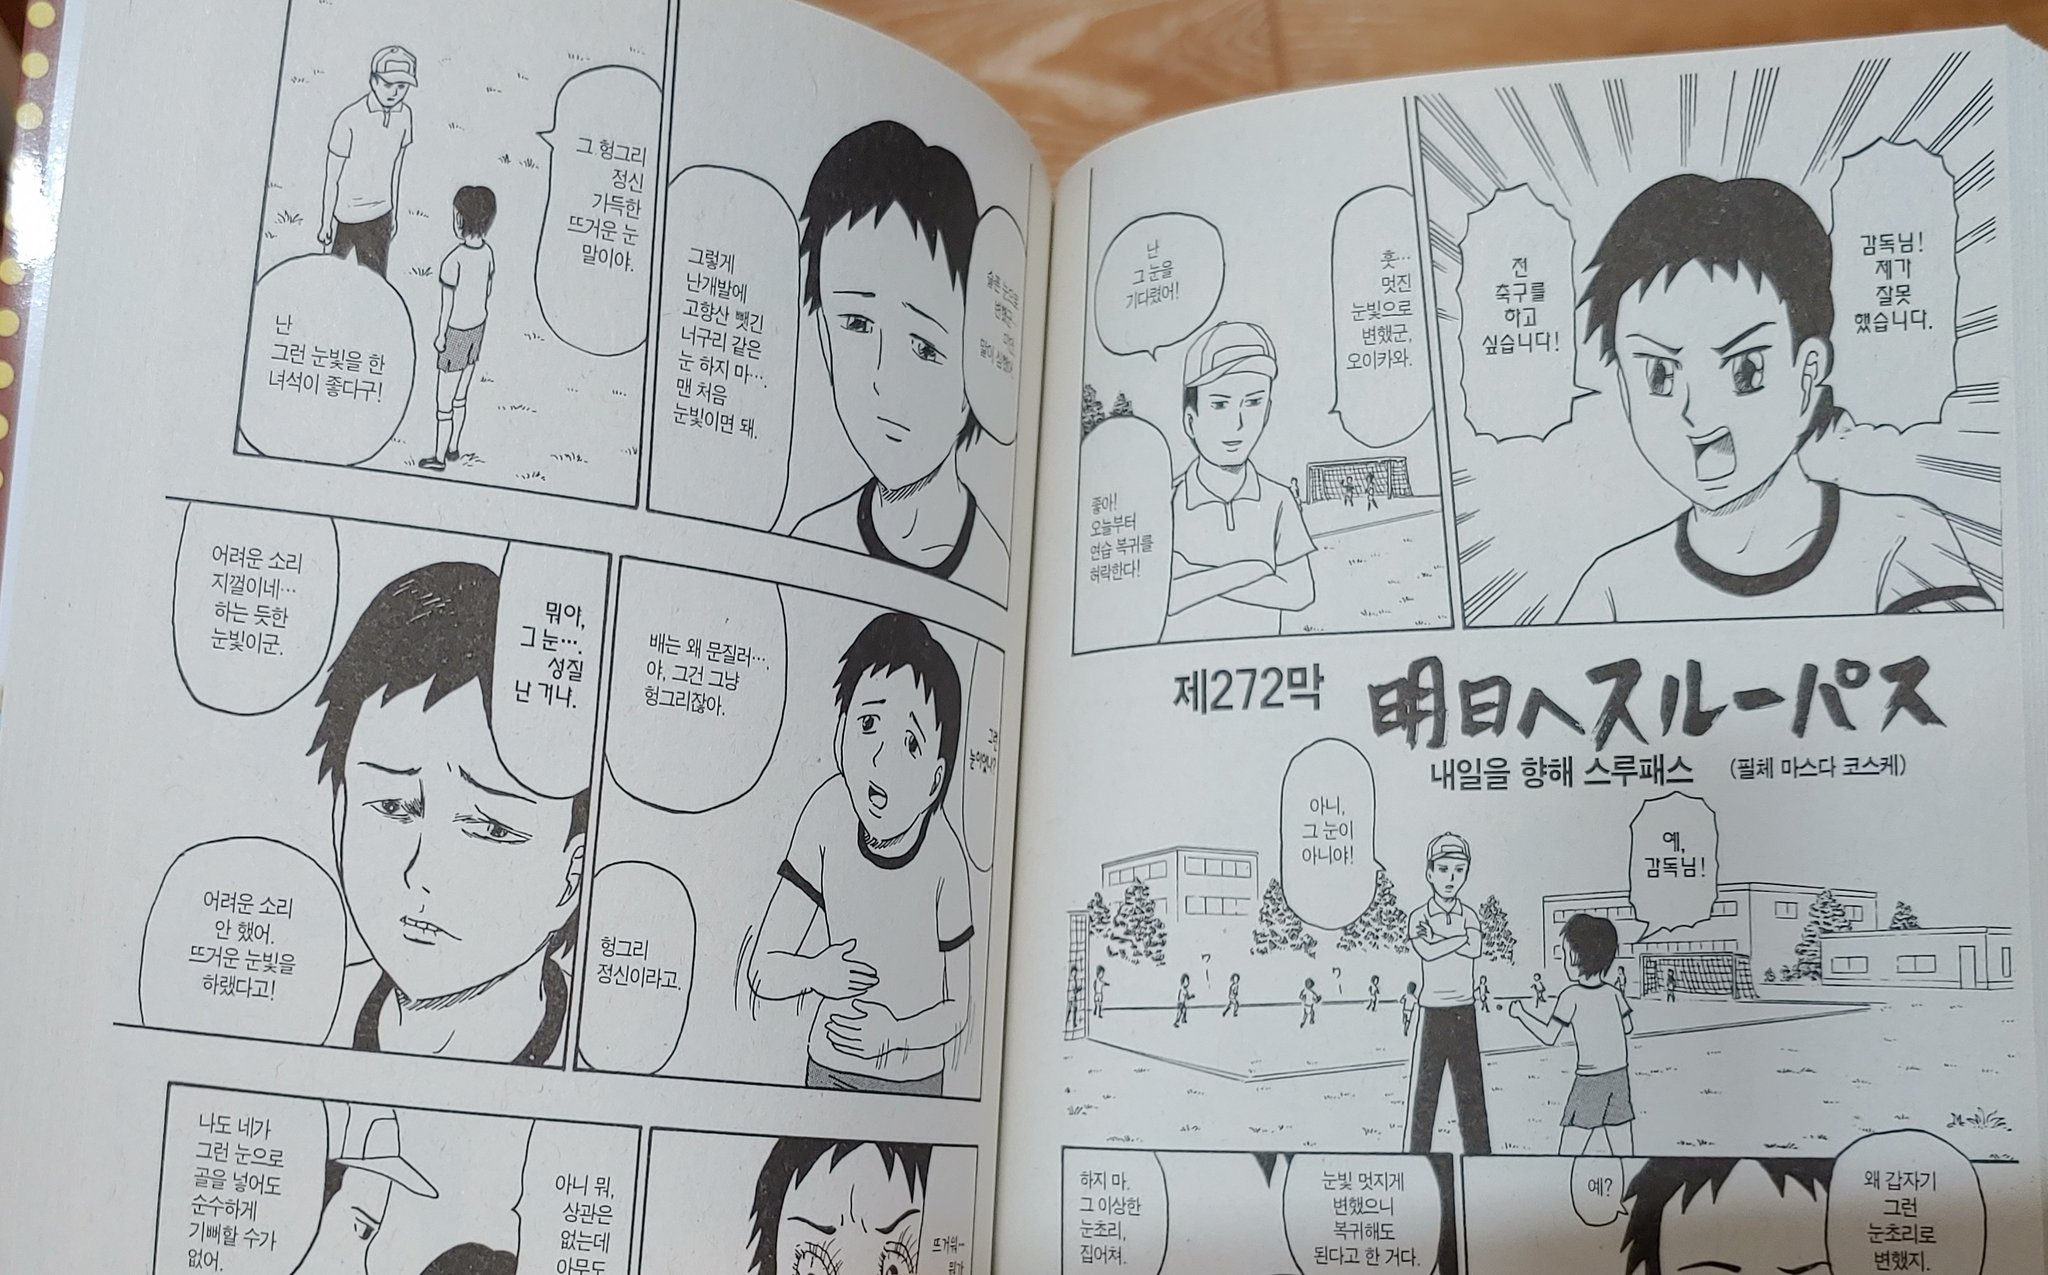 감독님!
제가
잘못
했습니다.
전
축구를
하고
싶습니다!
훗…
멋진
눈빛으로
변했군,
오이카와.
난
그 눈을
기다렸어!
좋아!
오늘부터
연습 복귀를
허락한다!
제272막
明日へスルーパス
내일을 향해 스루패스
(필체 마스다 코스케)
예,
감독님!
아니,
그 눈이
아니야!
왜 갑자기
그런
눈초리로
변했지.
예?
눈빛 멋지게
변했으니
복귀해도
된다고 한 거다.
하지 마.
그 이상한
눈초리,
집어쳐.
그렇게
난개발에
고향산 뺏긴
너구리 같은
눈 하지 마….
맨 처음
눈빛이면 돼.
그 헝그리
정신
가득한
뜨거운 눈
말이야.
난
그런 눈빛을 한
녀석이 좋다구!
그런
눈이었나?
배는 왜 문질러….
야, 그건 그냥
헝그리잖아.
헝그리
정신이라고.
뭐야,
그 눈….
성질
난 거냐.
어려운 소리
지껄이네…
하는 듯한
눈빛이군.
어려운 소리
안 했어.
뜨거운 눈빛을
하랬다고!
뜨거워…
뭐가
아니 뭐,
상관은
없는데
아무도
나도 네가
그런 눈으로
골을 넣어도
순수하게
기뻐할 수가
없어.